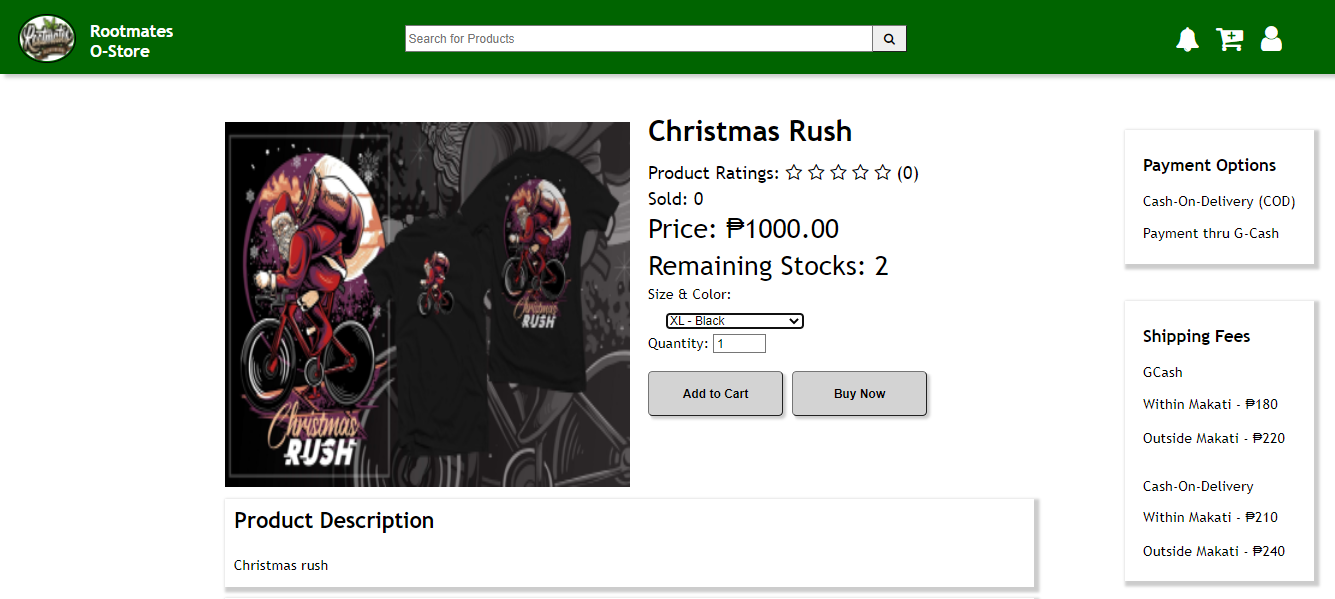 Rootmates
Rootmates
O-Store
Search for Products
Christmas Rush
Product Ratings: ☆ ☆ ☆ ☆ ☆ (0)
Sold: 0
Price: ₱1000.00
Remaining Stocks: 2
Size & Color:
XL - Black
Quantity: 1
Add to Cart
Buy Now
Christmas
RUSH
Christmas
RUSH
Product Description
Christmas rush
Payment Options
Cash-On-Delivery (COD)
Payment thru G-Cash
Shipping Fees
GCash
Within Makati - ₱180
Outside Makati - ₱220
Cash-On-Delivery
Within Makati - ₱210
Outside Makati - ₱240